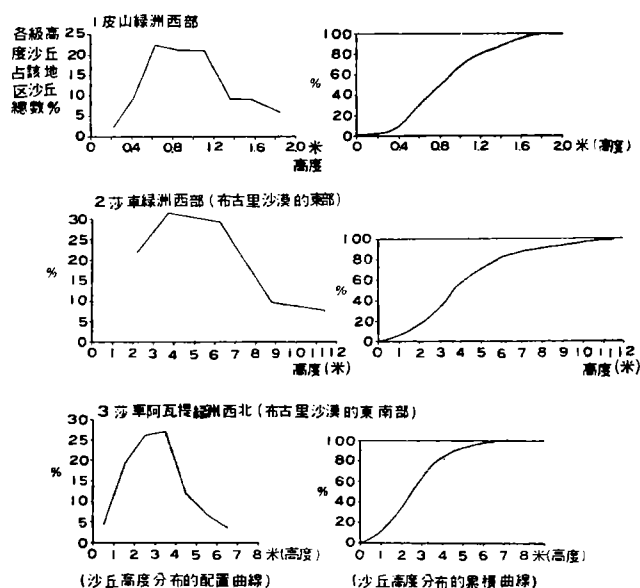 1 皮山緑洲西部
各級高
度沙丘
占該地
区沙丘
總數%
25
20
15
10
5
0
0 0.4 0.8 1.2 1.6 2.0 米
高度
%
100
80
60
40
20
0
0 0.4 0.8 1.2 1.6 2.0 米(高度)
2 莎車緑洲西部(布古里沙漠的東部)
%
30
25
20
15
10
5
0
0 1 2 3 4 5 6 7 8 9 10 11 12
高度(米)
%
100
80
60
40
20
0
0 1 2 3 4 5 6 7 8 9 10 11 12
高度(米)
3 莎車阿瓦提緑洲西北(布古里沙漠的東南部)
%
30
25
20
15
10
5
0
0 1 2 3 4 5 6 7 8 米(高度)
(沙丘高度分布的配置曲線)
%
100
80
60
40
20
0
0 1 2 3 4 5 6 7 8 米(高度)
(沙丘高度分布的累積曲線)